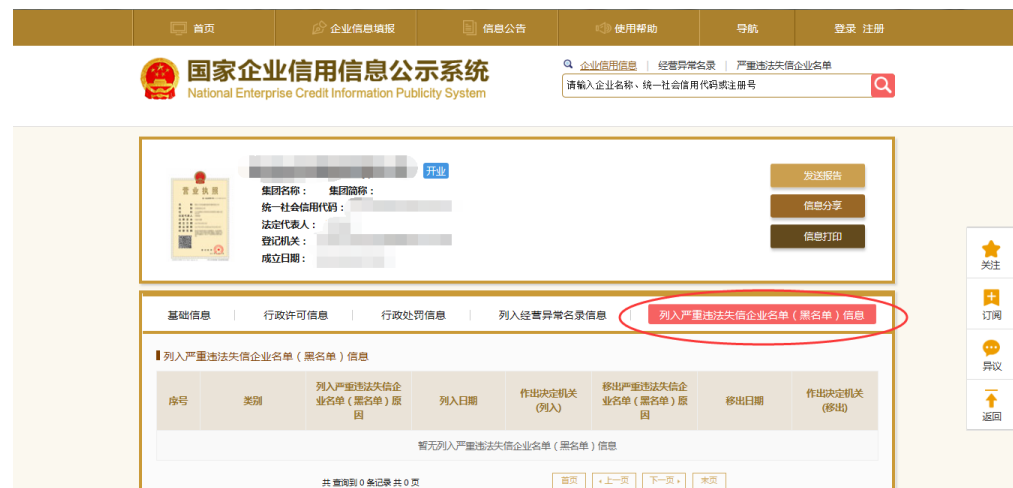 首页
企业信息填报
信息公告
使用帮助
导航
登录 注册
国家企业信用信息公示系统
National Enterprise Credit Information Publicity System
企业信用信息 | 经营异常名录 | 严重违法失信企业名单
请输入企业名称、统一社会信用代码或注册号
营业执照
开业
集团名称： 集团简称：
统一社会信用代码：
法定代表人：
登记机关：
成立日期：
发送报告
信息分享
信息打印
关注
订阅
异议
返回
基础信息 | 行政许可信息 | 行政处罚信息 | 列入经营异常名录信息 | 列入严重违法失信企业名单（黑名单）信息
列入严重违法失信企业名单（黑名单）信息
序号
类别
列入严重违法失信企
业名单（黑名单）原
因
列入日期
作出决定机关
(列入)
移出严重违法失信企
业名单（黑名单）原
因
移出日期
作出决定机关
(移出)
暂无列入严重违法失信企业名单（黑名单）信息
共 查询到 0 条记录 共 0 页
首页
上一页
下一页
末页